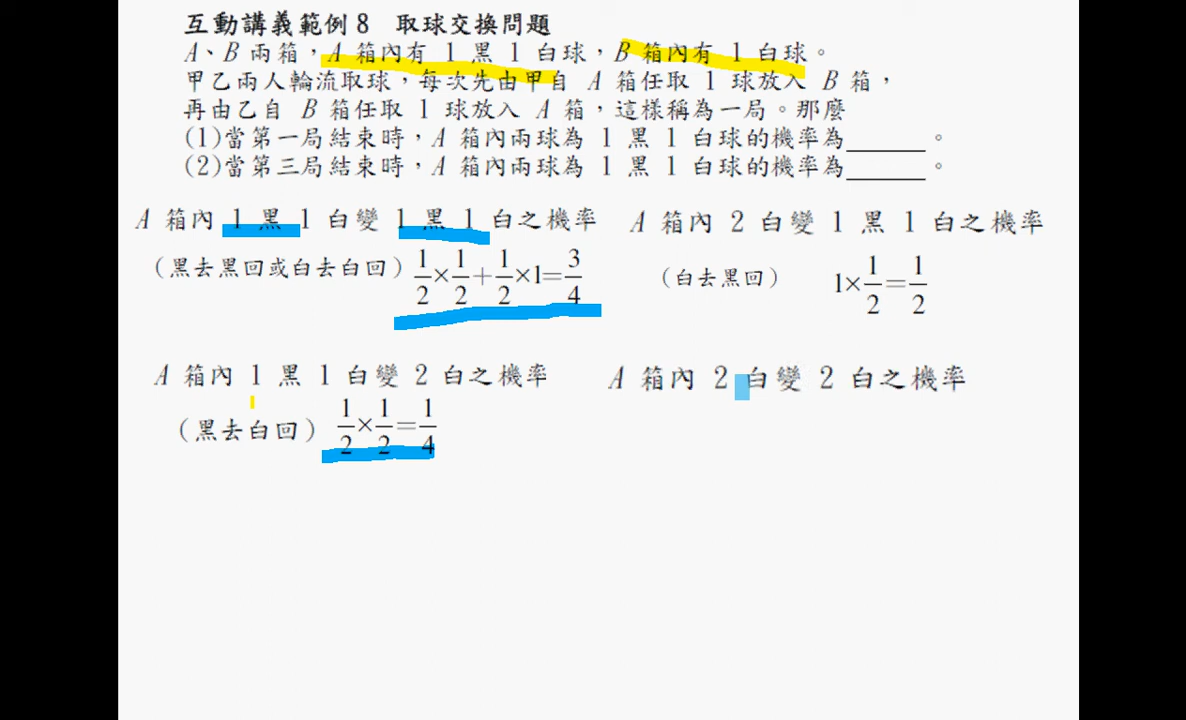 互動講義範例8 取球交換問題
A、B 兩箱，A 箱內有 1 黑 1 白球，B 箱內有 1 白球。
甲乙兩人輪流取球，每次先由甲自 A 箱任取 1 球放入 B 箱，
再由乙自 B 箱任取 1 球放入 A 箱，這樣稱為一局。那麼
(1)當第一局結束時，A 箱內兩球為 1 黑 1 白球的機率為______。
(2)當第三局結束時，A 箱內兩球為 1 黑 1 白球的機率為______。
A 箱內 1 黑 1 白變 1 黑 1 白之機率
(黑去黑回或白去白回) 1/2×1/2+1/2×1=3/4
A 箱內 2 白變 1 黑 1 白之機率
(白去黑回) 1×1/2=1/2
A 箱內 1 黑 1 白變 2 白之機率
(黑去白回) 1/2×1/2=1/4
A 箱內 2 白變 2 白之機率